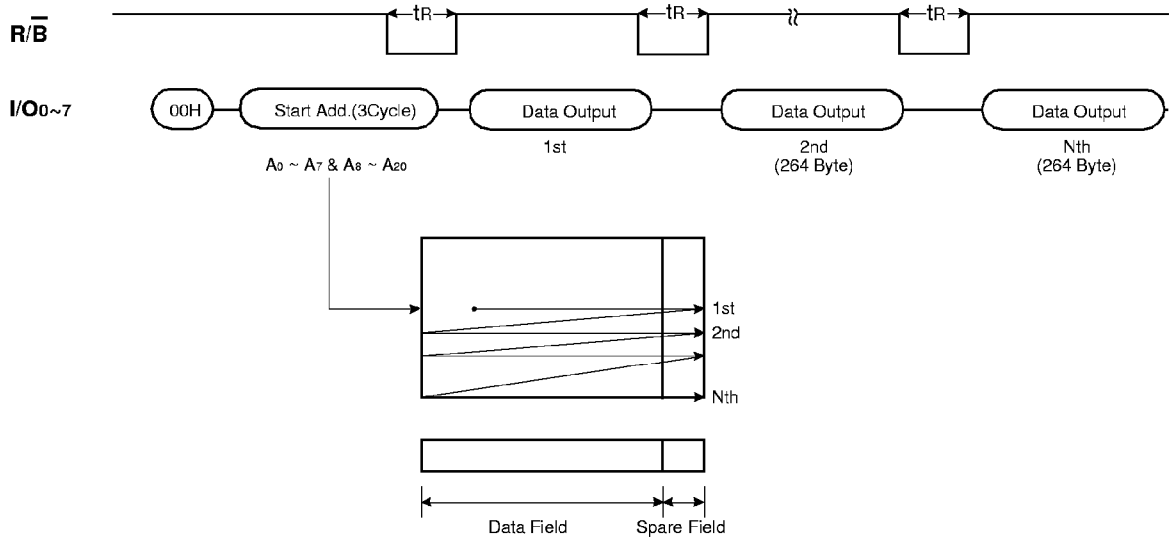 R/B̅ tR tR tR
I/O0~7 00H Start Add.(3Cycle) Data Output Data Output Data Output
1st 2nd Nth
(264 Byte) (264 Byte)
A0 ~ A7 & A8 ~ A20
1st
2nd
Nth
Data Field Spare Field